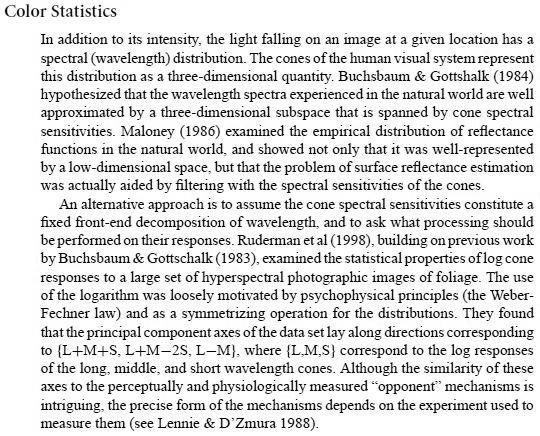 Color Statistics
In addition to its intensity, the light falling on an image at a given location has a
spectral (wavelength) distribution. The cones of the human visual system represent
this distribution as a three-dimensional quantity. Buchsbaum & Gottshalk (1984)
hypothesized that the wavelength spectra experienced in the natural world are well
approximated by a three-dimensional subspace that is spanned by cone spectral
sensitivities. Maloney (1986) examined the empirical distribution of reflectance
functions in the natural world, and showed not only that it was well-represented
by a low-dimensional space, but that the problem of surface reflectance estimation
was actually aided by filtering with the spectral sensitivities of the cones.
An alternative approach is to assume the cone spectral sensitivities constitute a
fixed front-end decomposition of wavelength, and to ask what processing should
be performed on their responses. Ruderman et al (1998), building on previous work
by Buchsbaum & Gottschalk (1983), examined the statistical properties of log cone
responses to a large set of hyperspectral photographic images of foliage. The use
of the logarithm was loosely motivated by psychophysical principles (the Weber-
Fechner law) and as a symmetrizing operation for the distributions. They found
that the principal component axes of the data set lay along directions corresponding
to {L+M+S, L+M−2S, L−M}, where {L,M,S} correspond to the log responses
of the long, middle, and short wavelength cones. Although the similarity of these
axes to the perceptually and physiologically measured “opponent” mechanisms is
intriguing, the precise form of the mechanisms depends on the experiment used to
measure them (see Lennie & D’Zmura 1988).